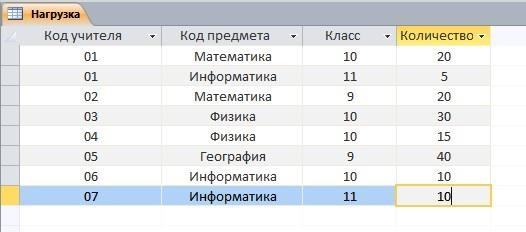 Нагрузка
Код учителя Код предмета Класс Количество
01 Математика 10 20
01 Информатика 11 5
02 Математика 9 20
03 Физика 10 30
04 Физика 10 15
05 География 9 40
06 Информатика 10 10
07 Информатика 11 10